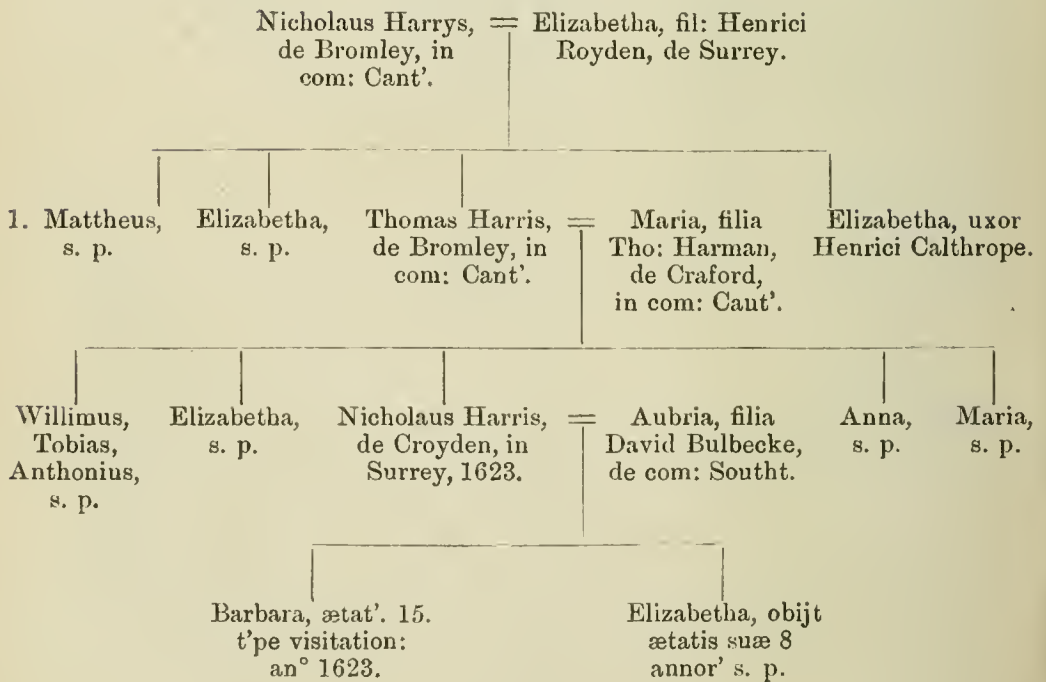 Nicholaus Harrys, = Elizabetha, fil: Henrici
de Bromley, in Royden, de Surrey.
com: Cant'.
1. Mattheus,
s. p.
Elizabetha,
s. p.
Thomas Harris, =
de Bromley, in
com: Cant'.
Maria, filia
Tho: Harman,
de Craford,
in com: Caut'.
Elizabetha, uxor
Henrici Calthrope.
Willimus,
Tobias,
Anthonius,
s. p.
Elizabetha,
s. p.
Nicholaus Harris, =
de Croyden, in
Surrey, 1623.
Aubria, filia
David Bulbecke,
de com: Southt.
Anna,
s. p.
Maria,
s. p.
Barbara, ætat'. 15.
t'pe visitation:
an° 1623.
Elizabetha, obijt
ætatis suæ 8
annor' s. p.